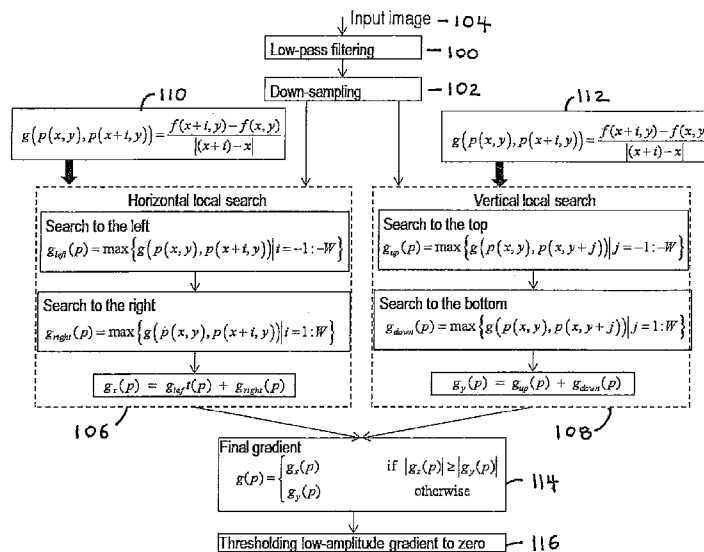 Input image 104
Low-pass filtering 100
Down-sampling 102
110
g(p(x, y), p(x+i, y)) = f(x+i, y) − f(x, y) / |(x+i) − x|
112
g(p(x, y), p(x+i, y)) = f(x+i, y) − f(x, y / |(x+i) − x|
Horizontal local search
Search to the left
g_left(p) = max{g(p(x, y), p(x+i, y))|i = −1:−W}
Search to the right
g_right(p) = max{g(p(x, y), p(x+i, y))|i = 1:W}
g_x(p) = g_lef t(p) + g_right(p)
106
Vertical local search
Search to the top
g_up(p) = max{g(p(x, y), p(x, y+j))|j = −1:−W}
Search to the bottom
g_down(p) = max{g(p(x, y), p(x, y+j))|j = 1:W}
g_y(p) = g_up(p) + g_down(p)
108
Final gradient
g(p) = { g_x(p) if |g_x(p)| ≥ |g_y(p)|
g_y(p) otherwise
114
Thresholding low-amplitude gradient to zero 116